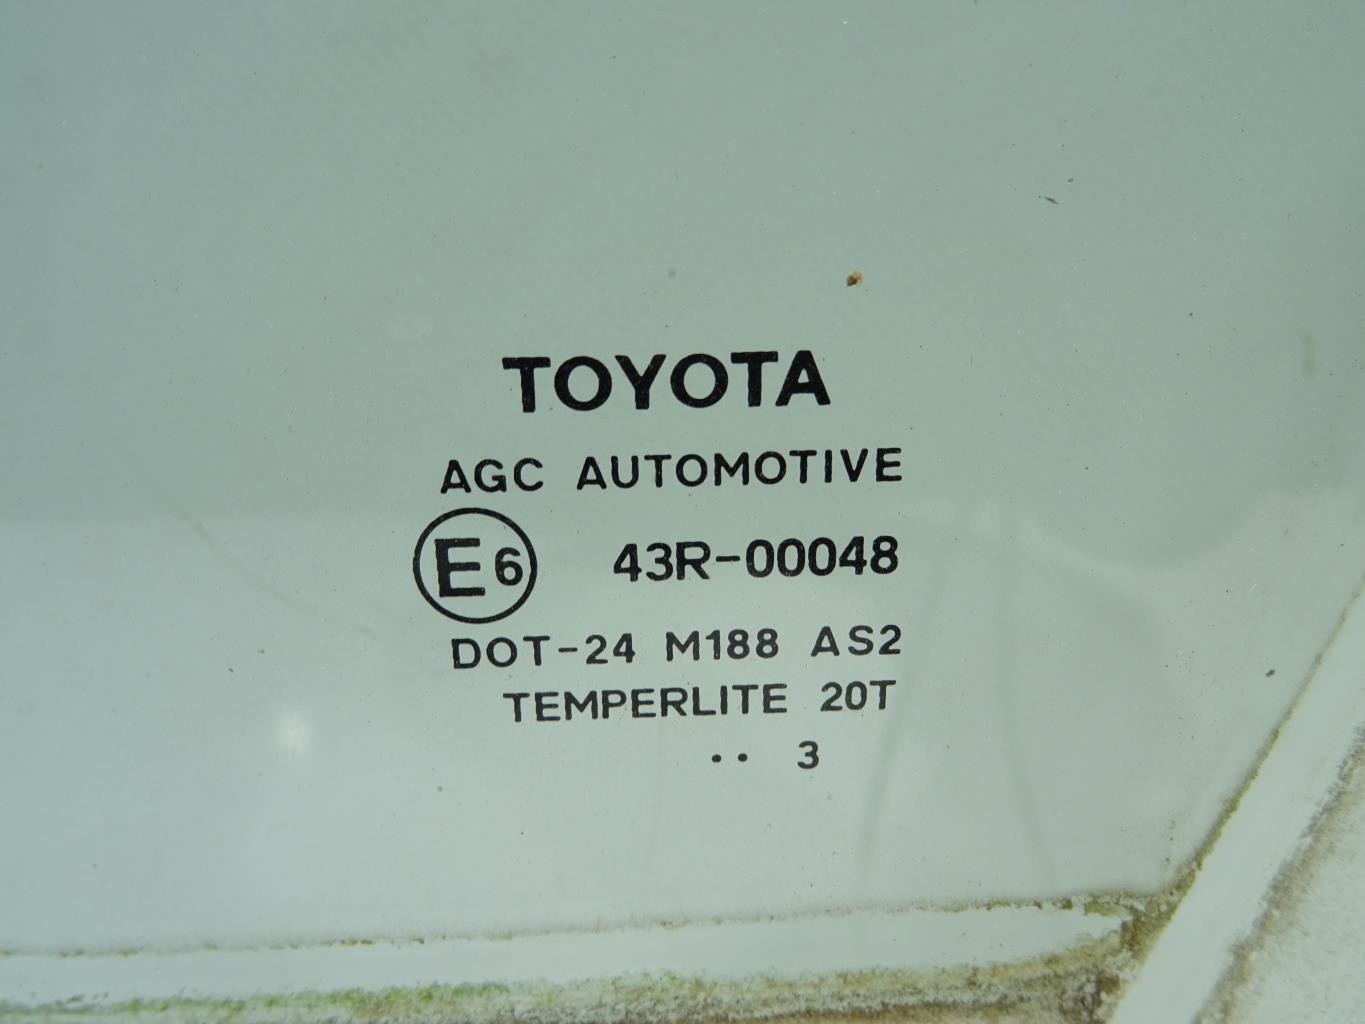 TOYOTA
AGC AUTOMOTIVE
E6 43R-00048
DOT-24 M188 AS2
TEMPERLITE 20T
·· 3